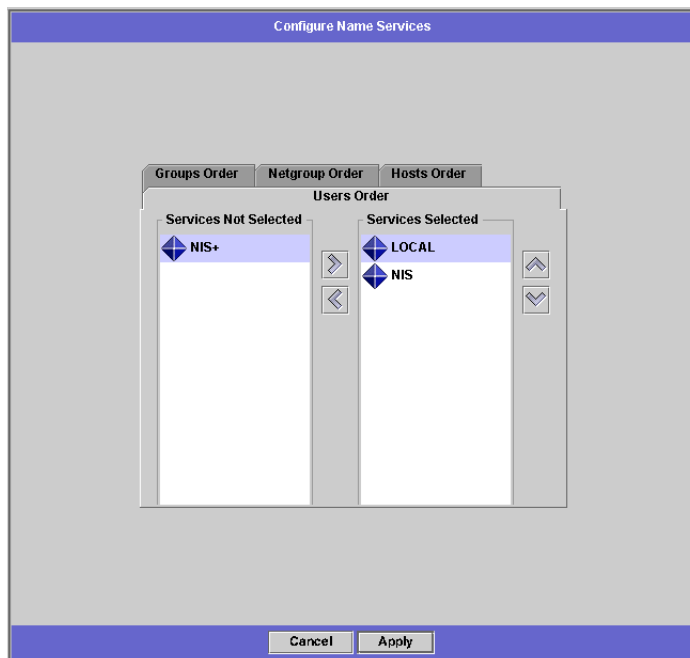 Configure Name Services
Groups Order Netgroup Order Hosts Order
Users Order
Services Not Selected Services Selected
NIS+ LOCAL
NIS
Cancel Apply